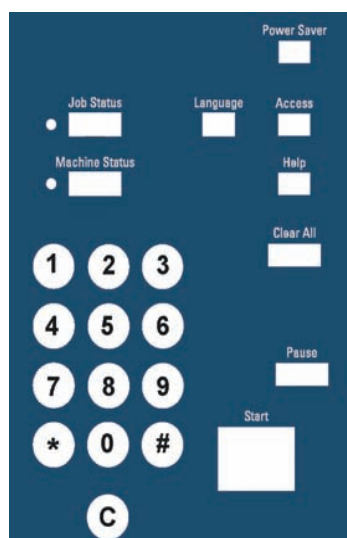 Power Saver
Job Status Language Access
Machine Status Help
Clear All
1 2 3
4 5 6
Pause
7 8 9
Start
* 0 #
C